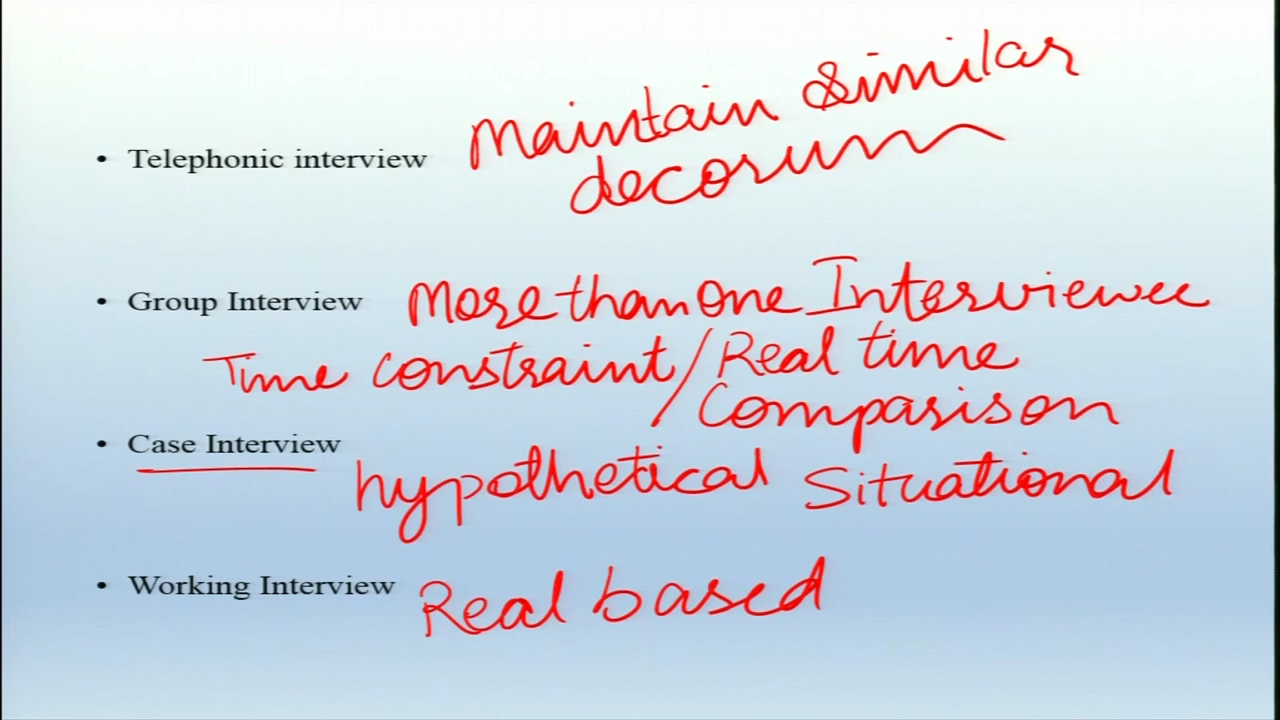 • Telephonic interview Maintain similar
decorum
• Group Interview More than One Interviewee
Time constraint / Real time
/ Comparison
• Case Interview
hypothetical Situational
• Working Interview Real based